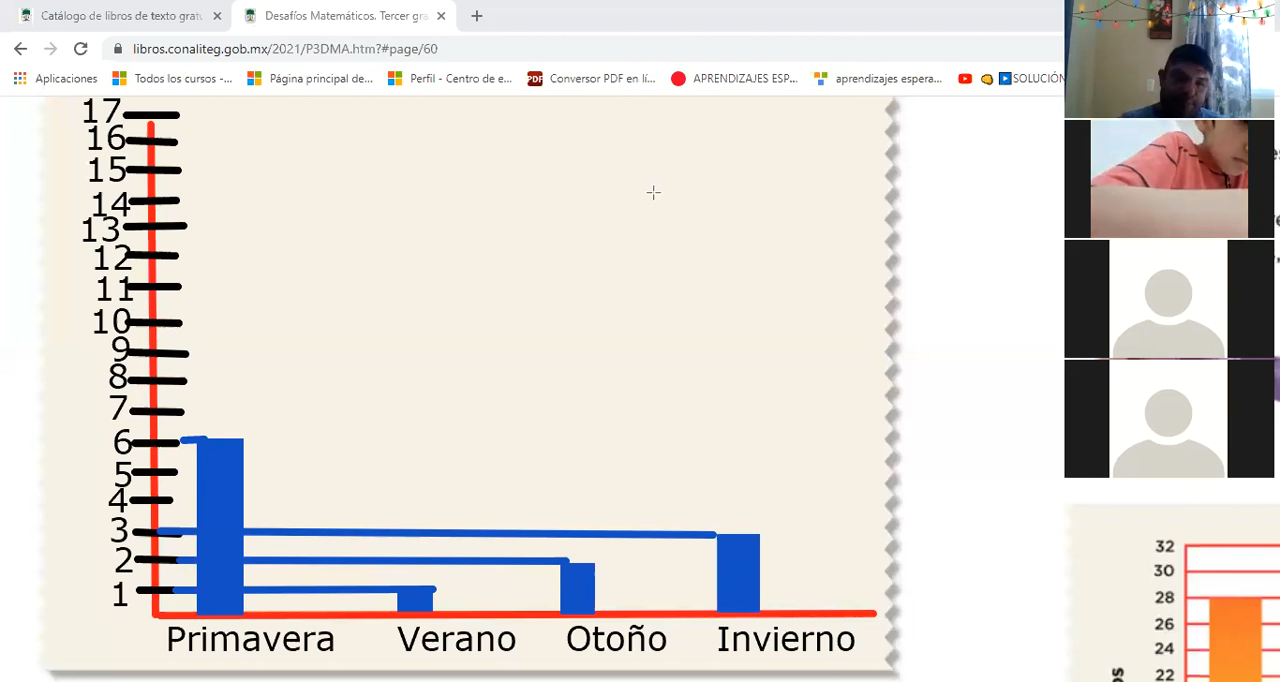 Catálogo de libros de texto grat
Desafíos Matemáticos. Tercer gra
libros.conaliteg.gob.mx/2021/P3DMA.htm?#page/60
Aplicaciones
Todos los cursos -...
Página principal de...
Perfil - Centro de e...
PDF
Conversor PDF en lí...
APRENDIZAJES ESP...
aprendizajes espera...
SOLUCIÓN
17
16
15
14
13
12
11
10
9
8
7
6
5
4
3
2
1
Primavera Verano Otoño Invierno
32
30
28
26
24
22